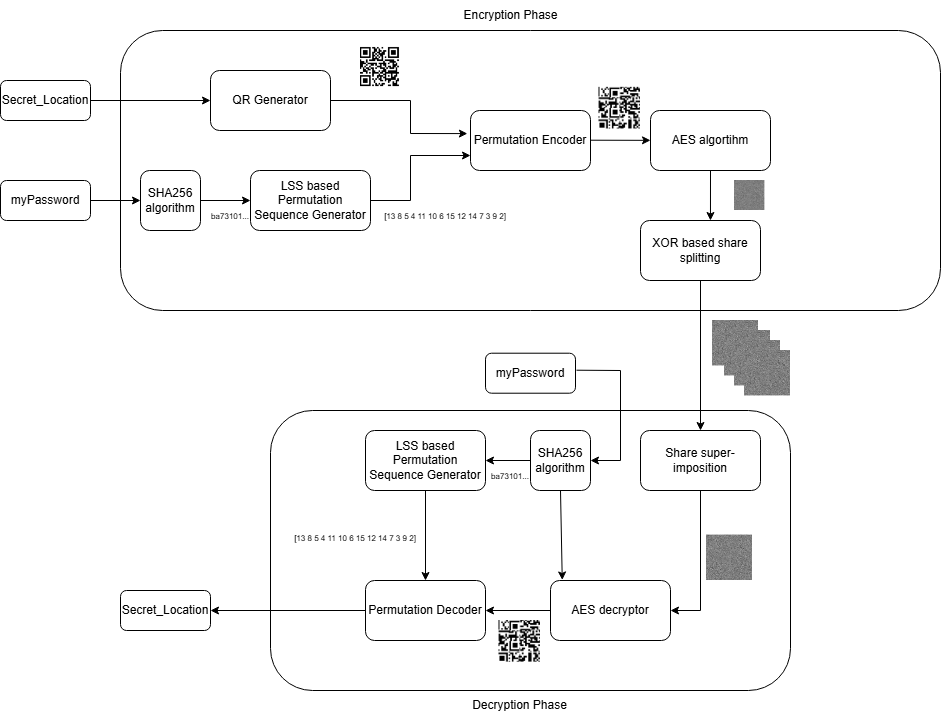 Encryption Phase
Secret_Location
QR Generator
Permutation Encoder
AES algortihm
myPassword
SHA256
algorithm
ba73101...
LSS based
Permutation
Sequence Generator
[13 8 5 4 11 10 6 15 12 14 7 3 9 2]
XOR based share
splitting
myPassword
LSS based
Permutation
Sequence Generator
ba73101...
SHA256
algorithm
Share super-
imposition
[13 8 5 4 11 10 6 15 12 14 7 3 9 2]
Secret_Location
Permutation Decoder
AES decryptor
Decryption Phase